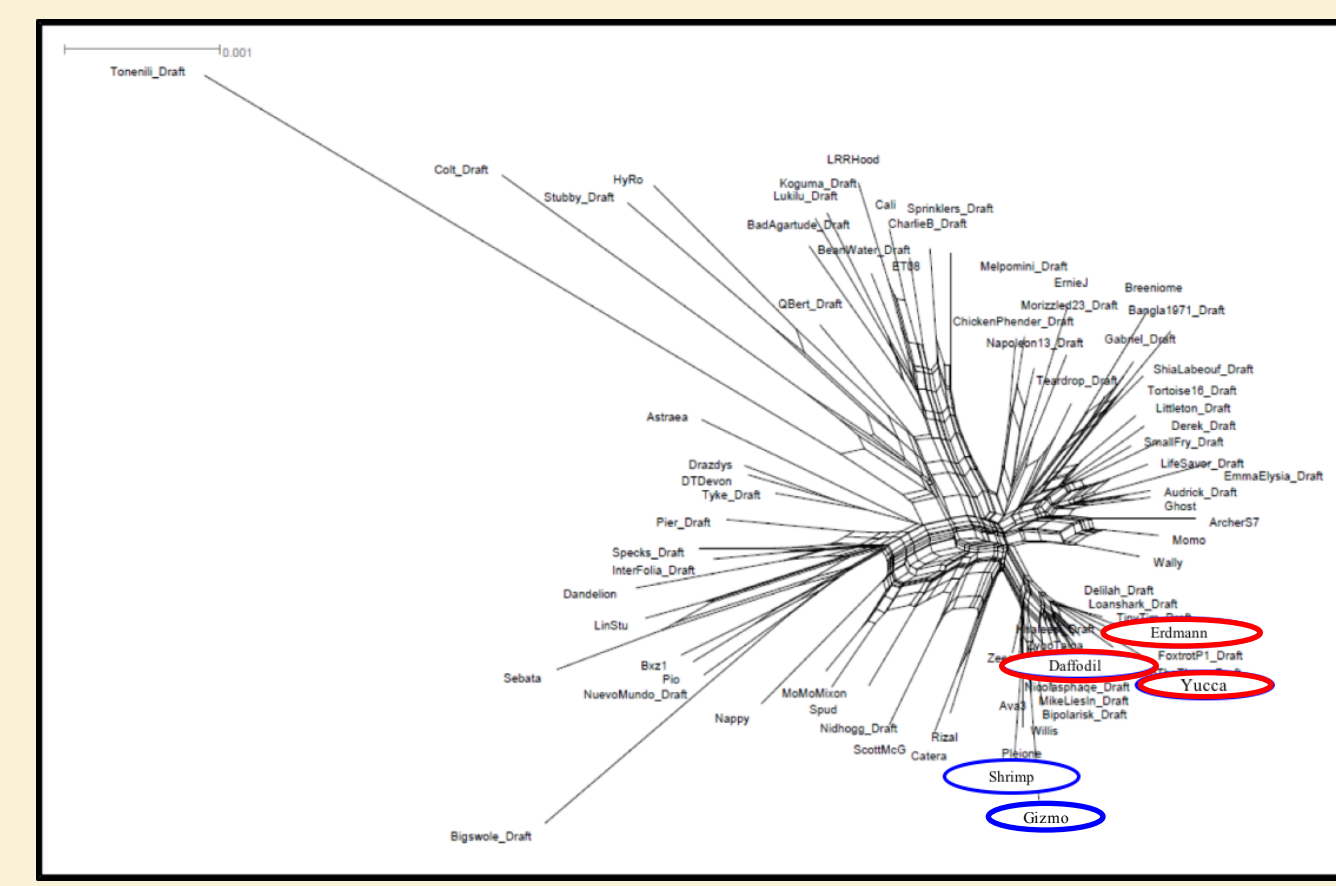 0.001
Tonenili_Draft
LRRHood
Colt_Draft
HyRo
Koguma_Draft
Stubby_Draft
Lukilu_Draft
Cali
Sprinklers_Draft
BadAgartude_Draft
CharlieB_Draft
BeanWater_Draft
ET08
Melpomini_Draft
ErnieJ
Breeniome
QBert_Draft
Morizzled23_Draft
Bangla1971_Draft
ChickenPhender_Draft
Napoleon13_Draft
Gabriel_Draft
ShiaLabeouf_Draft
Teardrop_Draft
Tortoise16_Draft
Astraea
Littleton_Draft
Derek_Draft
SmallFry_Draft
Drazdys
LifeSaver_Draft
DTDevon
EmmaElysia_Draft
Tyke_Draft
Audrick_Draft
Ghost
Pier_Draft
ArcherS7
Momo
Specks_Draft
Wally
InterFolia_Draft
Dandelion
Delilah_Draft
Loanshark_Draft
LinStu
Erdmann
FoxtrotP1_Draft
Bxz1
Daffodil
Sebata
Pio
Yucca
NuevoMundo_Draft
MoMoMixon
Nicolasphage_Draft
Spud
Ava3
MikeLiesIn_Draft
Nappy
Bipolarisk_Draft
Nidhogg_Draft
Willis
Rizal
ScottMcG
Catera
Pleione
Shrimp
Gizmo
Bigswole_Draft